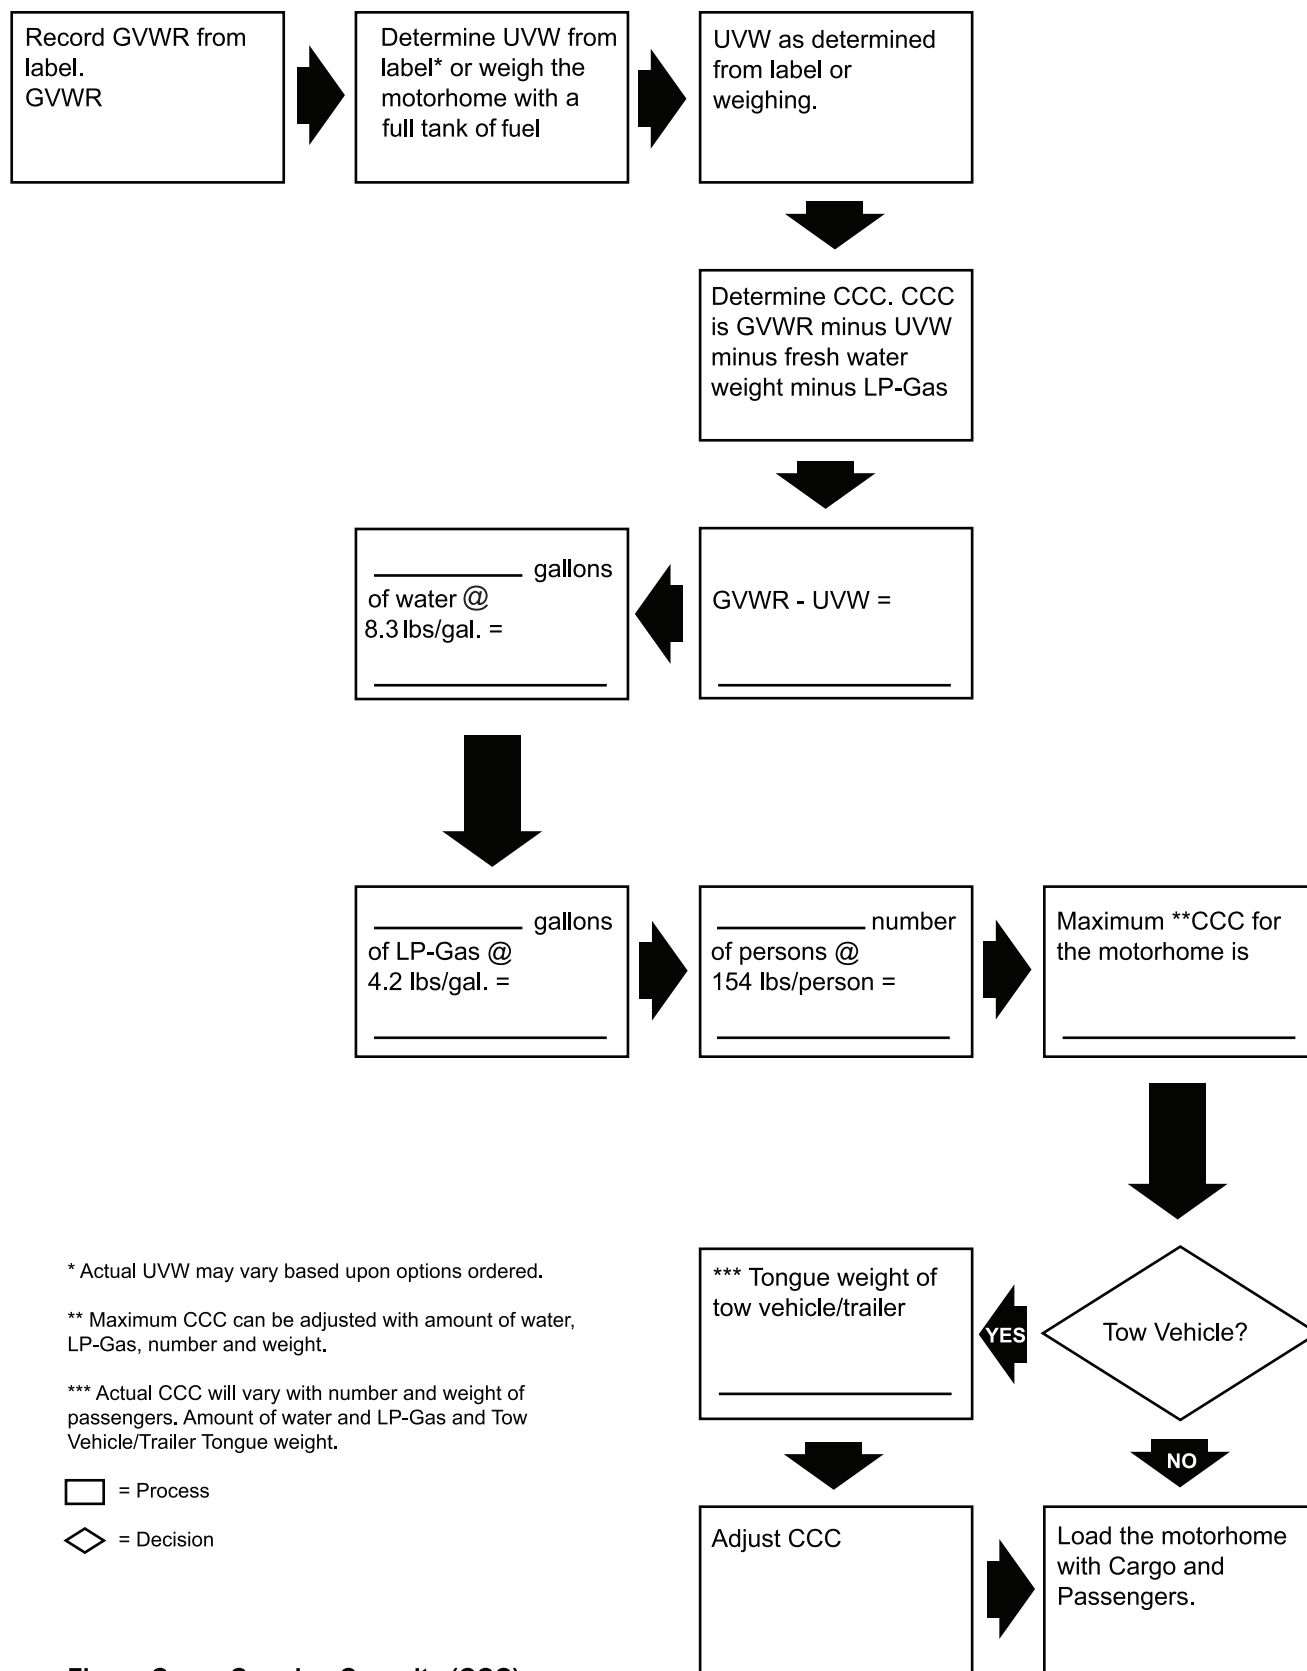 Record GVWR from
label.
GVWR
Determine UVW from
label* or weigh the
motorhome with a
full tank of fuel
UVW as determined
from label or
weighing.
Determine CCC. CCC
is GVWR minus UVW
minus fresh water
weight minus LP-Gas
GVWR - UVW =
gallons
of water @
8.3 lbs/gal. =
gallons
of LP-Gas @
4.2 lbs/gal. =
number
of persons @
154 lbs/person =
Maximum **CCC for
the motorhome is
Tow Vehicle?
YES
*** Tongue weight of
tow vehicle/trailer
NO
Adjust CCC
Load the motorhome
with Cargo and
Passengers.
* Actual UVW may vary based upon options ordered.
** Maximum CCC can be adjusted with amount of water,
LP-Gas, number and weight.
*** Actual CCC will vary with number and weight of
passengers. Amount of water and LP-Gas and Tow
Vehicle/Trailer Tongue weight.
= Process
= Decision